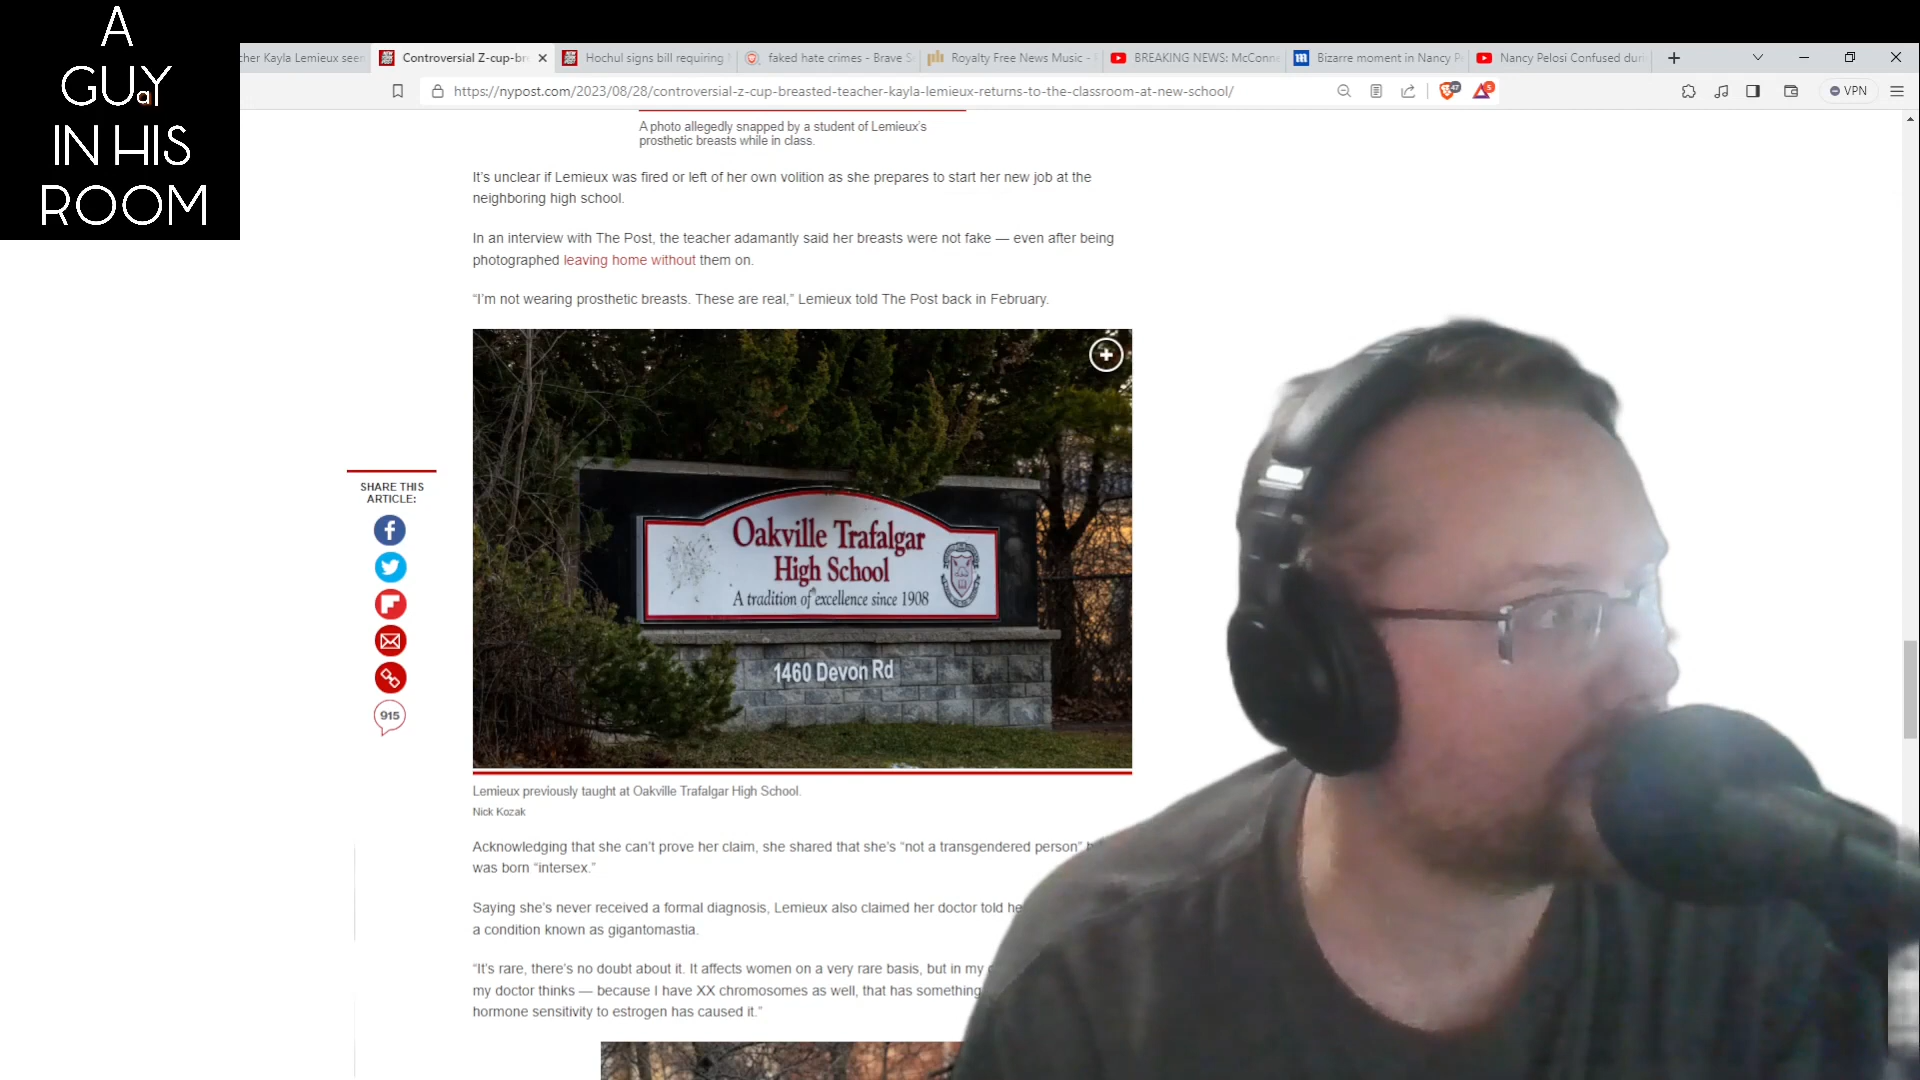 A
GUaY
IN HIS
ROOM
cher Kayla Lemieux seen
Controversial Z-cup-br
Hochul signs bill requiring
faked hate crimes - Brave S
Royalty Free News Music -
BREAKING NEWS: McConne
Bizarre moment in Nancy P
Nancy Pelosi Confused duri
https://nypost.com/2023/08/28/controversial-z-cup-breasted-teacher-kayla-lemieux-returns-to-the-classroom-at-new-school/
VPN
A photo allegedly snapped by a student of Lemieux's
prosthetic breasts while in class.
It's unclear if Lemieux was fired or left of her own volition as she prepares to start her new job at the
neighboring high school.
In an interview with The Post, the teacher adamantly said her breasts were not fake — even after being
photographed leaving home without them on.
“I'm not wearing prosthetic breasts. These are real,” Lemieux told The Post back in February.
SHARE THIS
ARTICLE:
915
Oakville Trafalgar
High School
A tradition of excellence since 1908
1460 Devon Rd
Lemieux previously taught at Oakville Trafalgar High School.
Nick Kozak
Acknowledging that she can't prove her claim, she shared that she's “not a transgendered person”
was born “intersex.”
Saying she's never received a formal diagnosis, Lemieux also claimed her doctor told he
a condition known as gigantomastia.
“It's rare, there's no doubt about it. It affects women on a very rare basis, but in my
my doctor thinks — because I have XX chromosomes as well, that has something
hormone sensitivity to estrogen has caused it.”